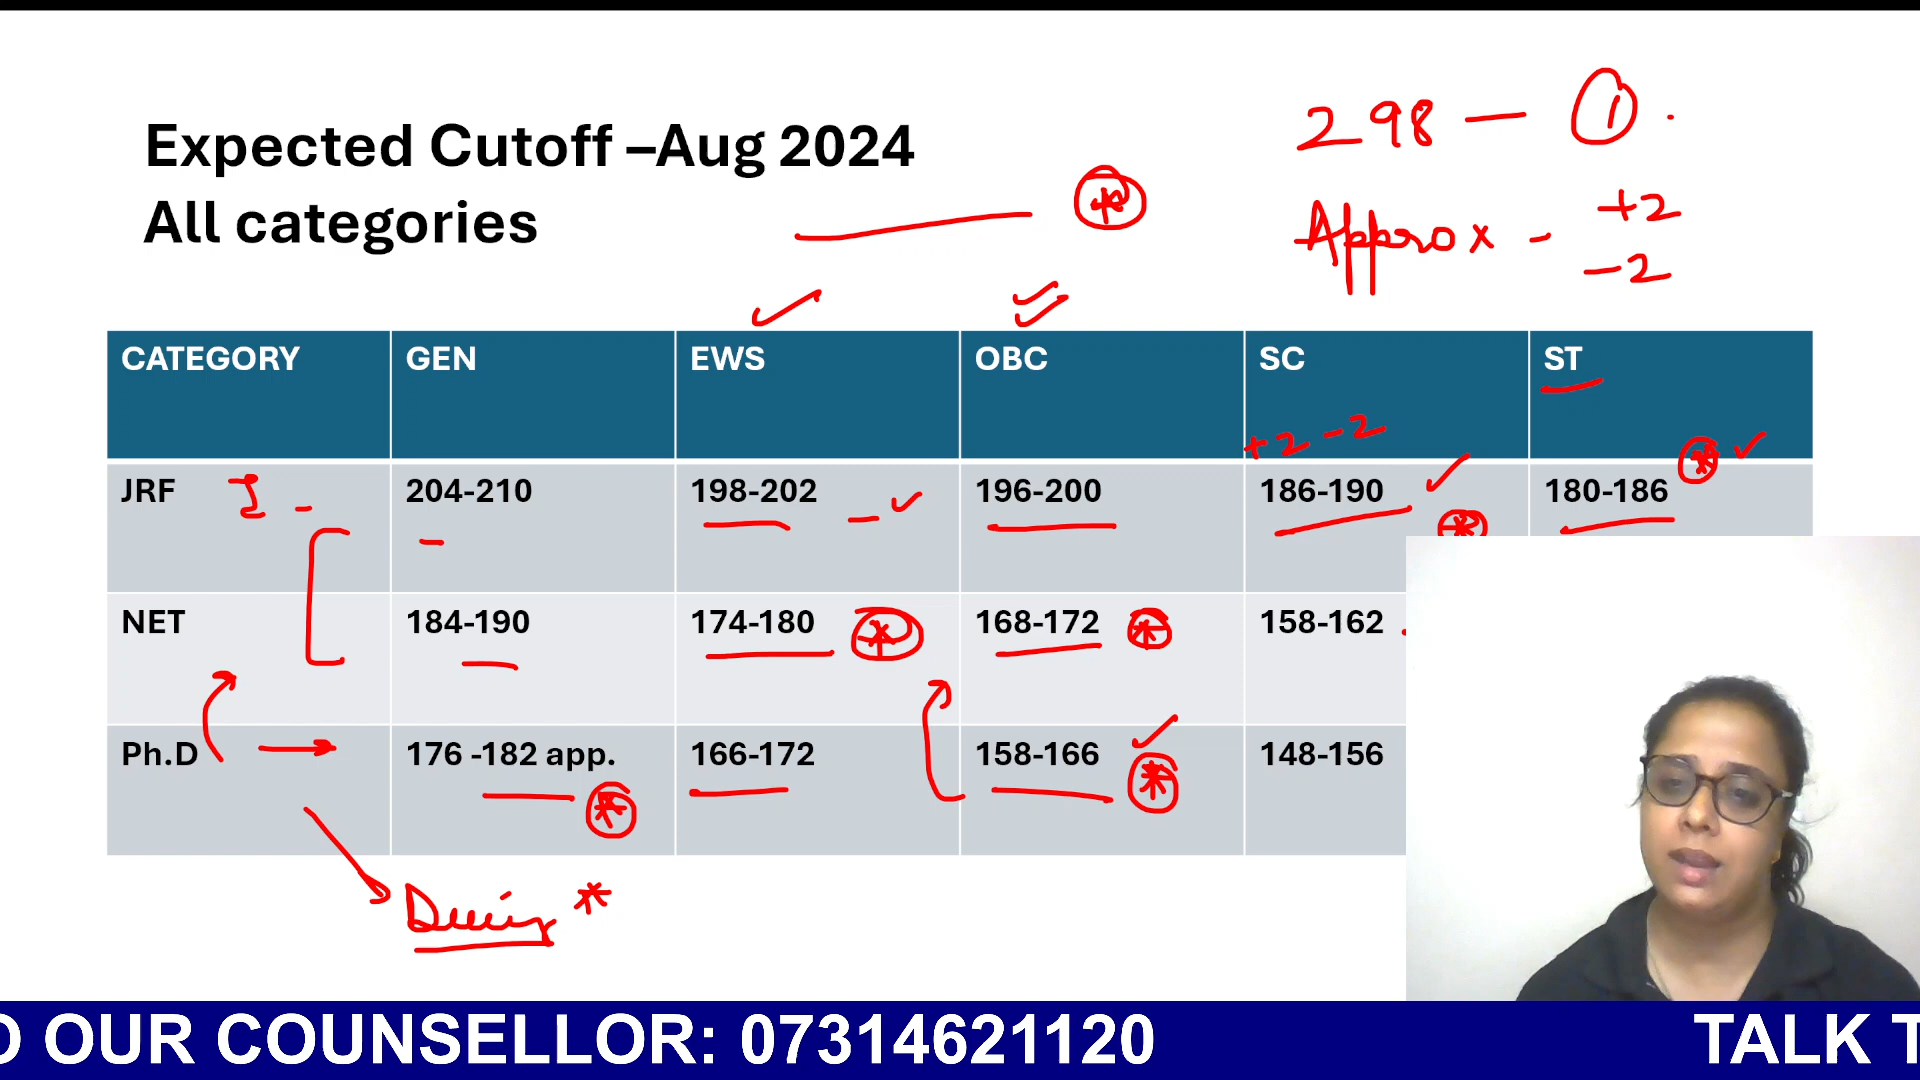 298 — ①.
Expected Cutoff –Aug 2024
All categories
*
Approx - +2
-2
CATEGORY GEN EWS OBC SC ST
+2 -2
JRF I - 204-210 198-202 196-200 186-190 180-186 *
*
NET 184-190 174-180 * 168-172 * 158-162
Ph.D 176 -182 app. * 166-172 158-166 * 148-156
*
OUR COUNSELLOR: 07314621120 TALK